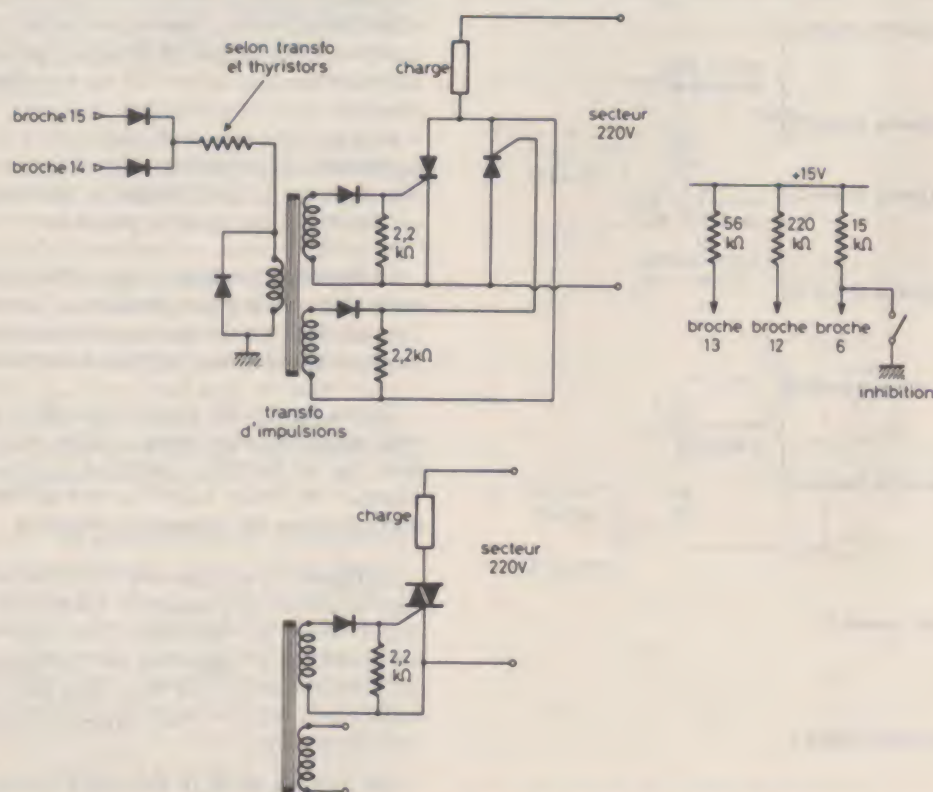 selon transfo
et thyristors
charge
broche 15
broche 14
secteur
220V
2,2
kΩ
2,2kΩ
transfo
d'impulsions
+15V
56
kΩ
220
kΩ
15
kΩ
broche
13
broche
12
broche
6
inhibition
charge
secteur
220V
2,2
kΩ